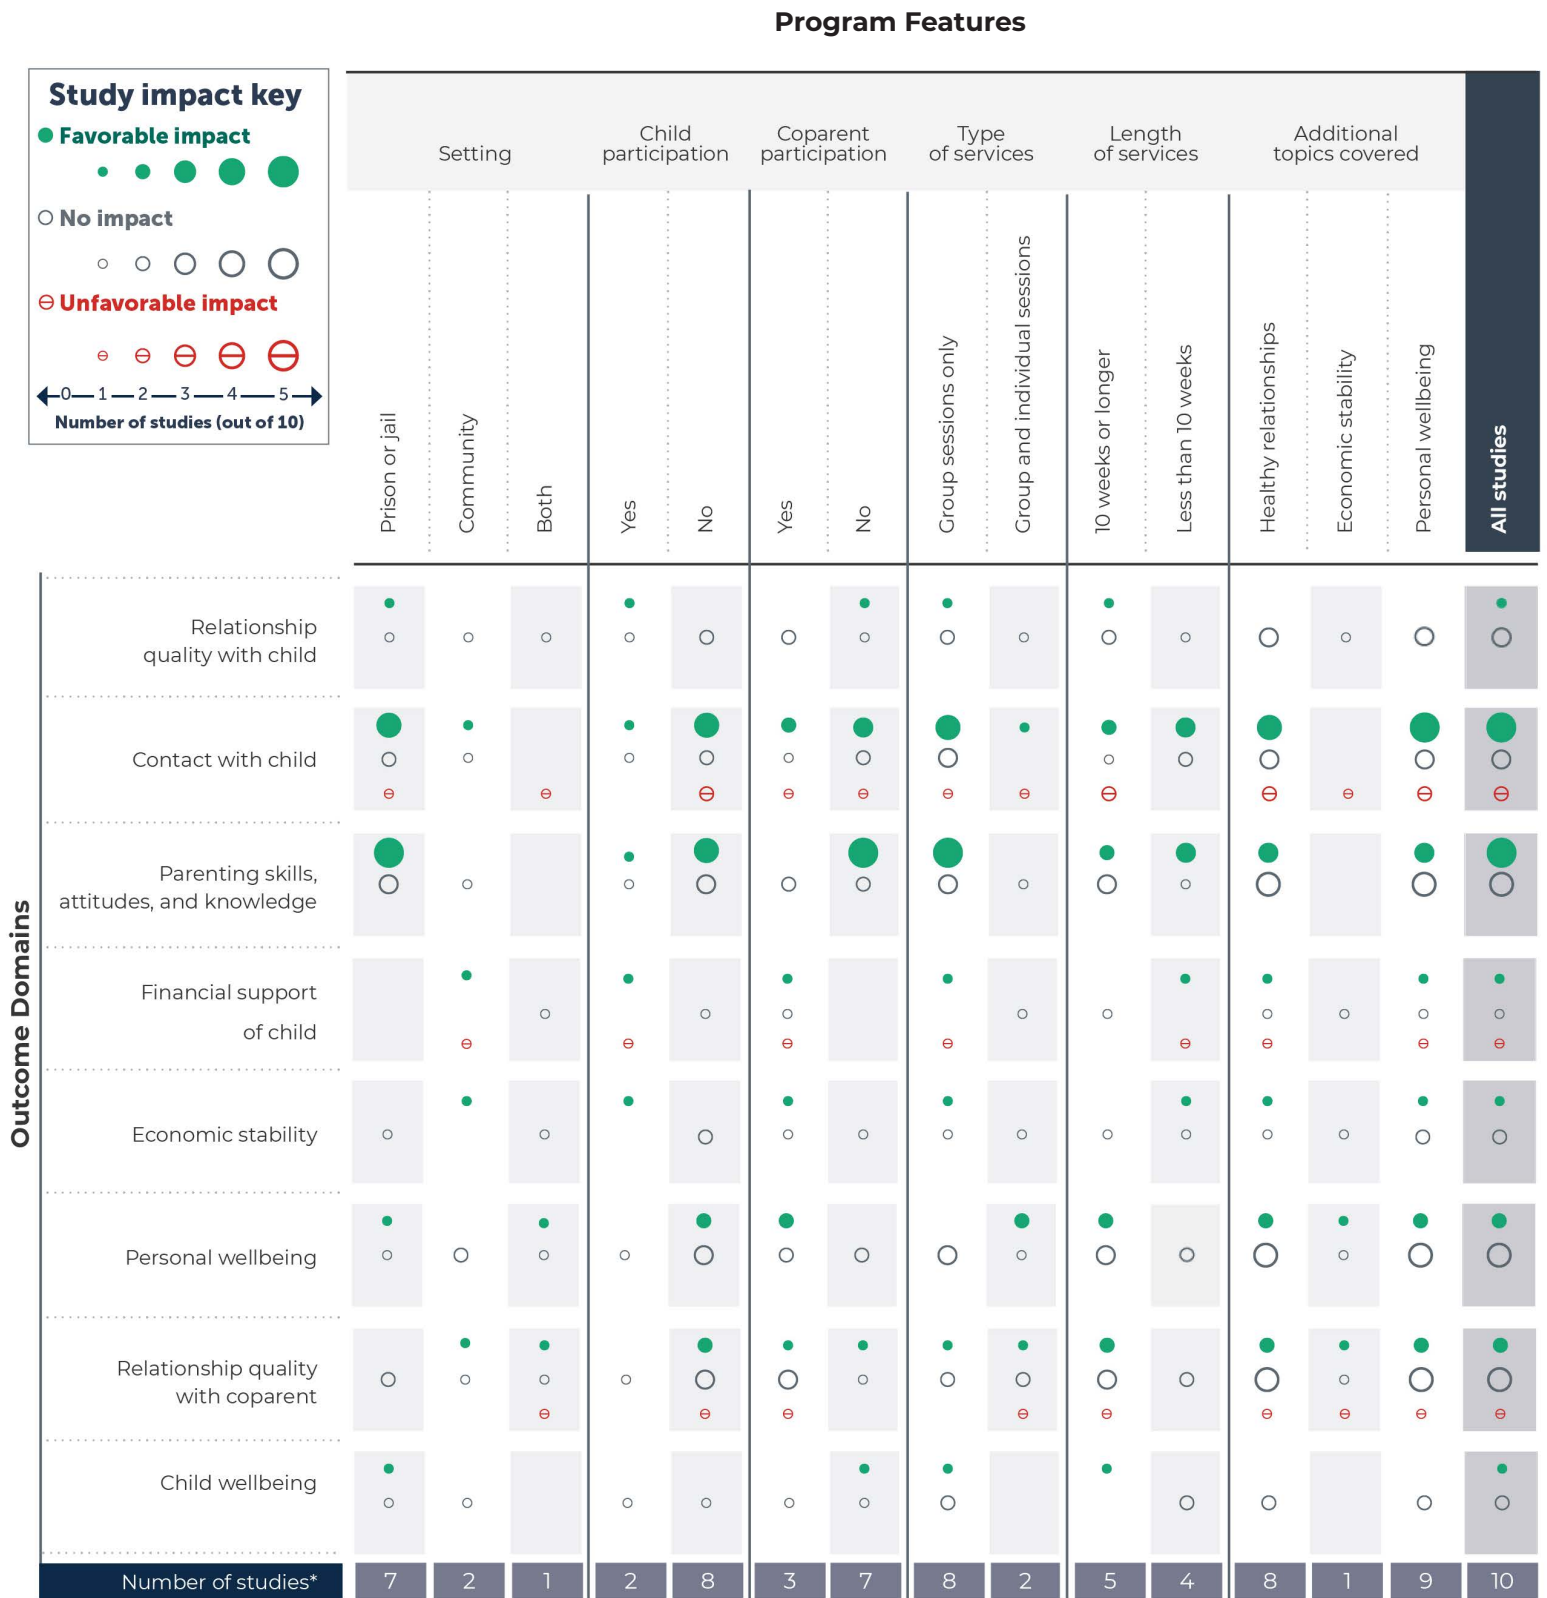 Program Features
Study impact key
Favorable impact
No impact
Unfavorable impact
0 1 2 3 4 5
Number of studies (out of 10)
Setting
Child
participation
Coparent
participation
Type
of services
Length
of services
Additional
topics covered
Prison or jail
Community
Both
Yes
No
Yes
No
Group sessions only
Group and individual sessions
10 weeks or longer
Less than 10 weeks
Healthy relationships
Economic stability
Personal wellbeing
All studies
Outcome Domains
Relationship
quality with child
Contact with child
Parenting skills,
attitudes, and knowledge
Financial support
of child
Economic stability
Personal wellbeing
Relationship quality
with coparent
Child wellbeing
Number of studies* 7 2 1 2 8 3 7 8 2 5 4 8 1 9 10